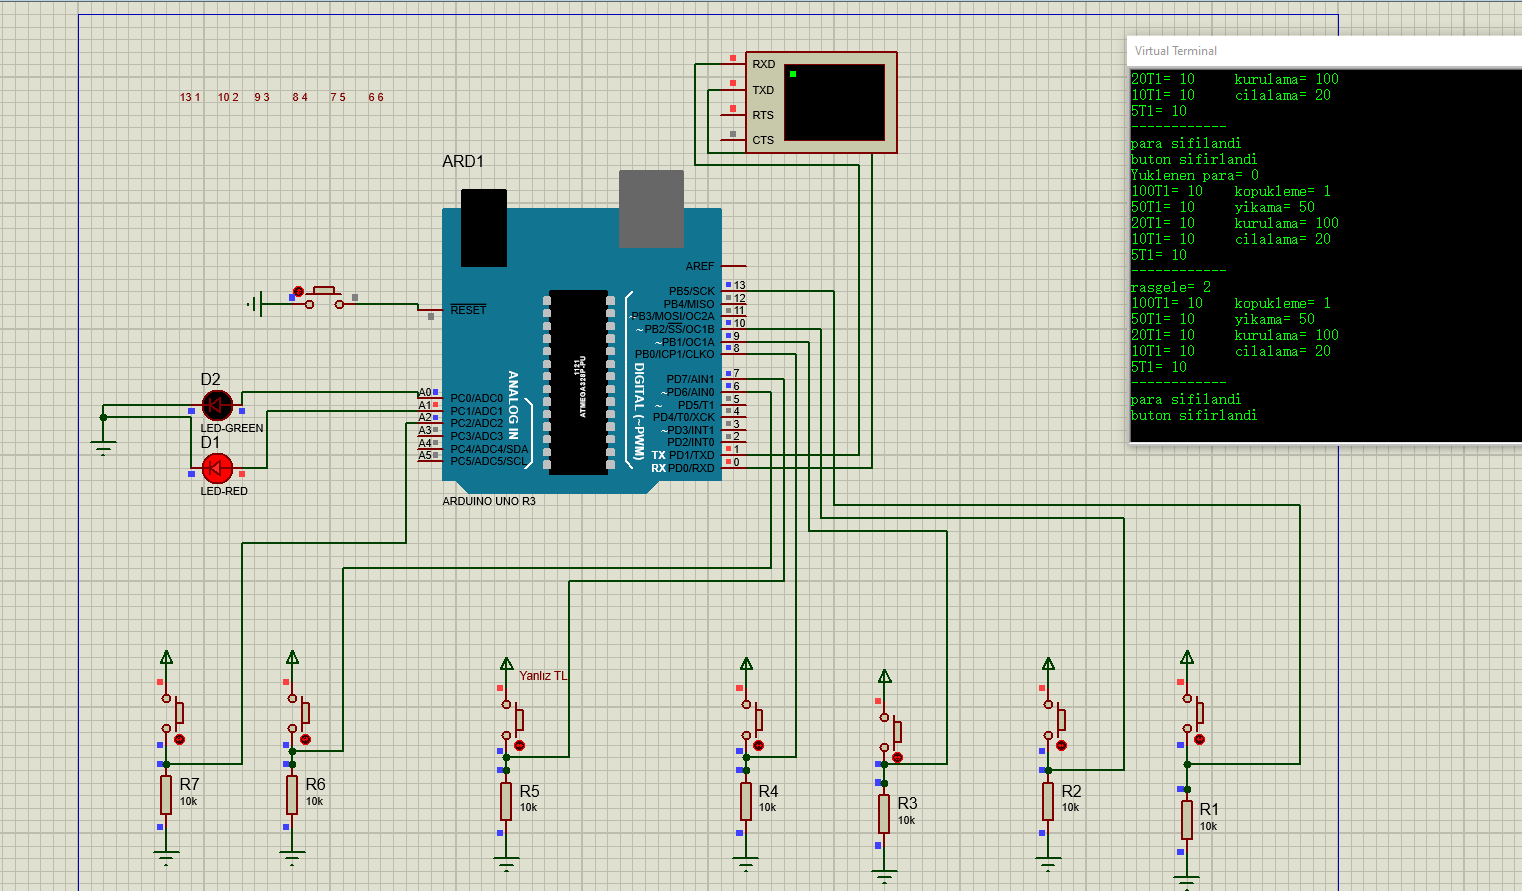 Virtual Terminal
20Tl= 10 kurulama= 100
10Tl= 10 cilalama= 20
5Tl= 10
------------
para sifilandi
buton sifirlandi
Yuklenen para= 0
100Tl= 10 kopukleme= 1
50Tl= 10 yikama= 50
20Tl= 10 kurulama= 100
10Tl= 10 cilalama= 20
5Tl= 10
------------
rasgele= 2
100Tl= 10 kopukleme= 1
50Tl= 10 yikama= 50
20Tl= 10 kurulama= 100
10Tl= 10 cilalama= 20
5Tl= 10
------------
para sifilandi
buton sifirlandi
13 1 10 2 9 3 8 4 7 5 6 6
RXD
TXD
RTS
CTS
ARD1
AREF
RESET
PB5/SCK 13
PB4/MISO 12
~PB3/MOSI/OC2A 11
~PB2/SS/OC1B 10
~PB1/OC1A 9
PB0/ICP1/CLKO 8
PD7/AIN1 7
~PD6/AIN0 6
~PD5/T1 5
PD4/T0/XCK 4
~PD3/INT1 3
PD2/INT0 2
TX PD1/TXD 1
RX PD0/RXD 0
DIGITAL (~PWM)
ANALOG IN
1121
ATMEGA328P-PU
A0 PC0/ADC0
A1 PC1/ADC1
A2 PC2/ADC2
A3 PC3/ADC3
A4 PC4/ADC4/SDA
A5 PC5/ADC5/SCL
ARDUINO UNO R3
D2
LED-GREEN
D1
LED-RED
Yanlız TL
R7
10k
R6
10k
R5
10k
R4
10k
R3
10k
R2
10k
R1
10k